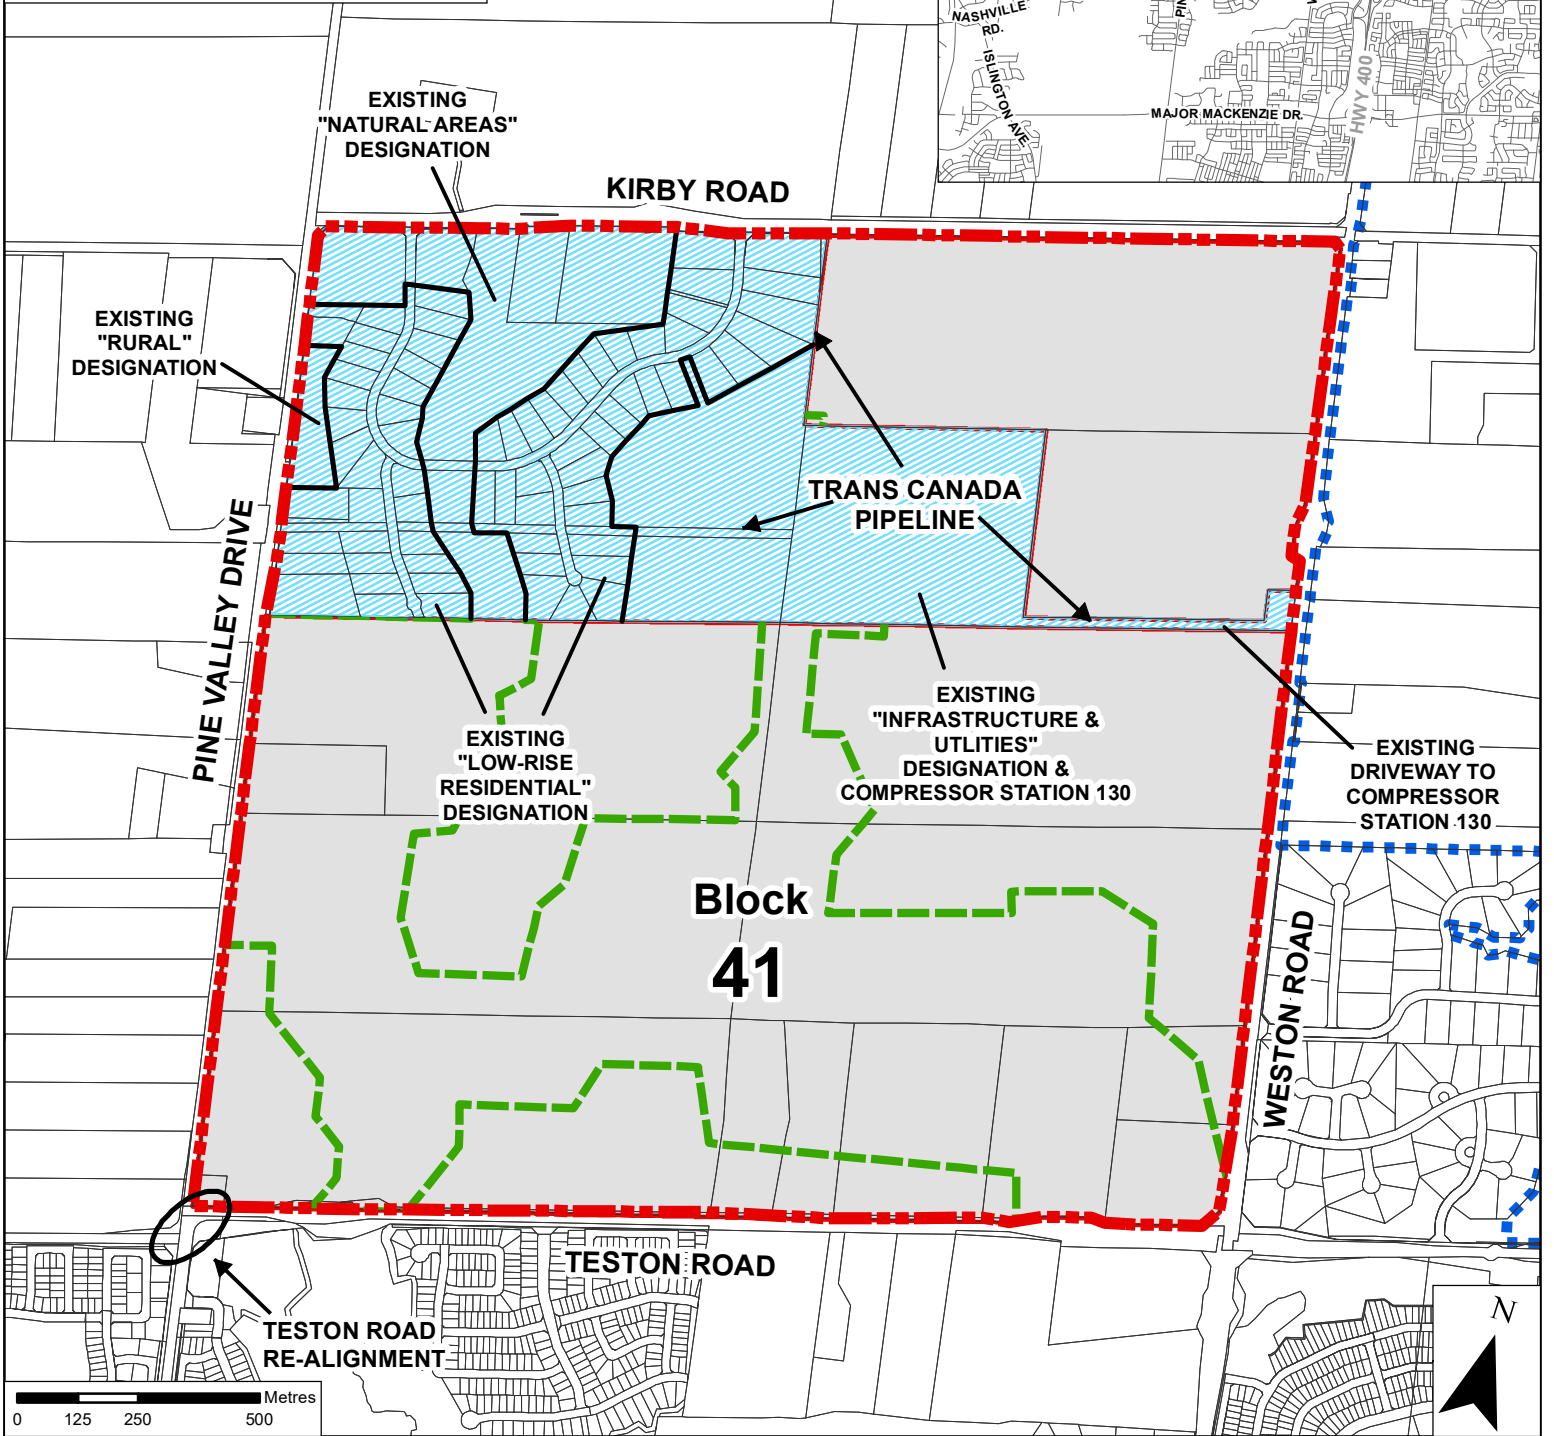 NASHVILLE
RD.
ISLINGTON AVE.
MAJOR MACKENZIE DR.
HWY 400
EXISTING
"NATURAL AREAS"
DESIGNATION
KIRBY ROAD
EXISTING
"RURAL"
DESIGNATION
TRANS CANADA
PIPELINE
PINE VALLEY DRIVE
EXISTING
"LOW-RISE
RESIDENTIAL"
DESIGNATION
EXISTING
"INFRASTRUCTURE &
UTLITIES"
DESIGNATION &
COMPRESSOR STATION 130
EXISTING
DRIVEWAY TO
COMPRESSOR
STATION 130
Block
41
WESTON ROAD
TESTON ROAD
TESTON ROAD
RE-ALIGNMENT
N
Metres
0 125 250 500